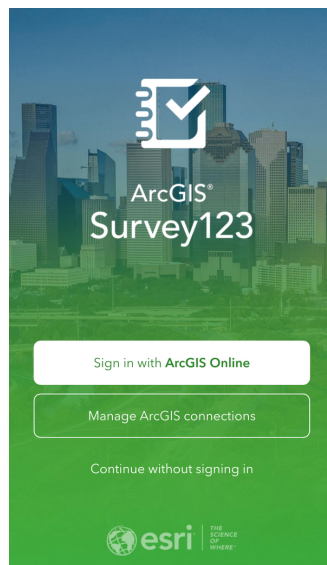 ArcGIS®
Survey123
Sign in with ArcGIS Online
Manage ArcGIS connections
Continue without signing in
esri
THE
SCIENCE
OF
WHERE®